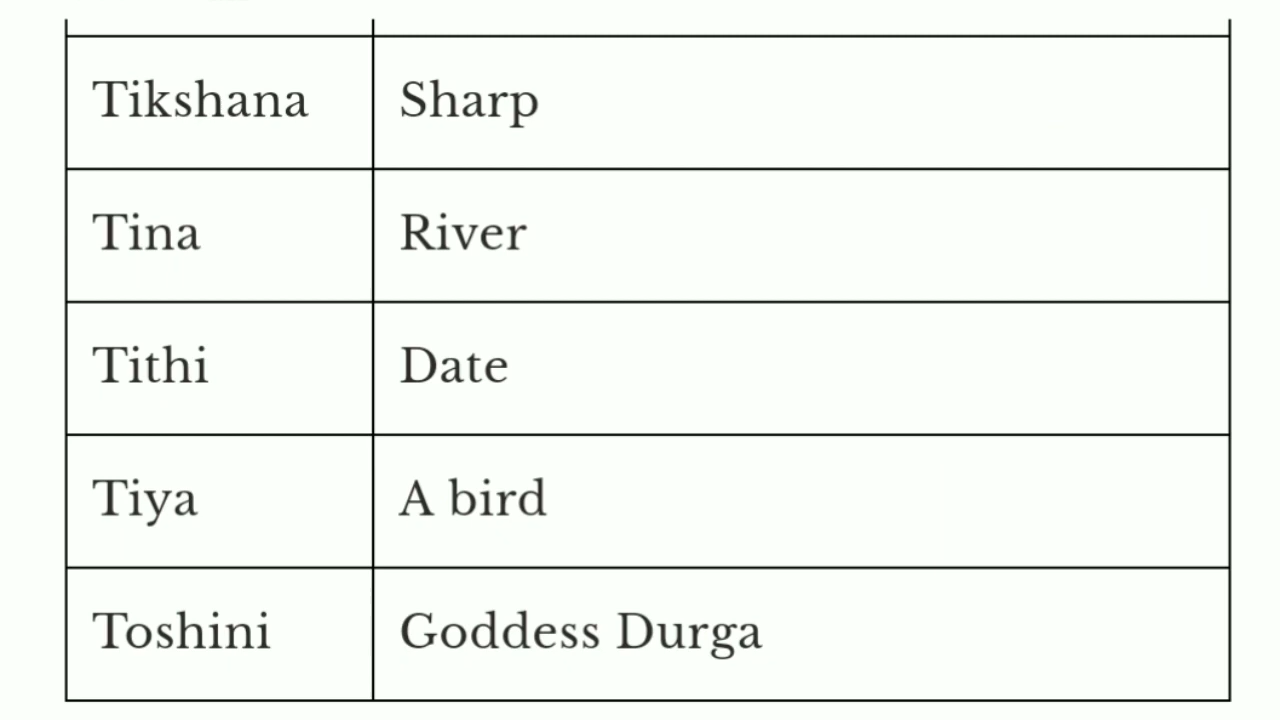 Tikshana Sharp
Tina River
Tithi Date
Tiya A bird
Toshini Goddess Durga